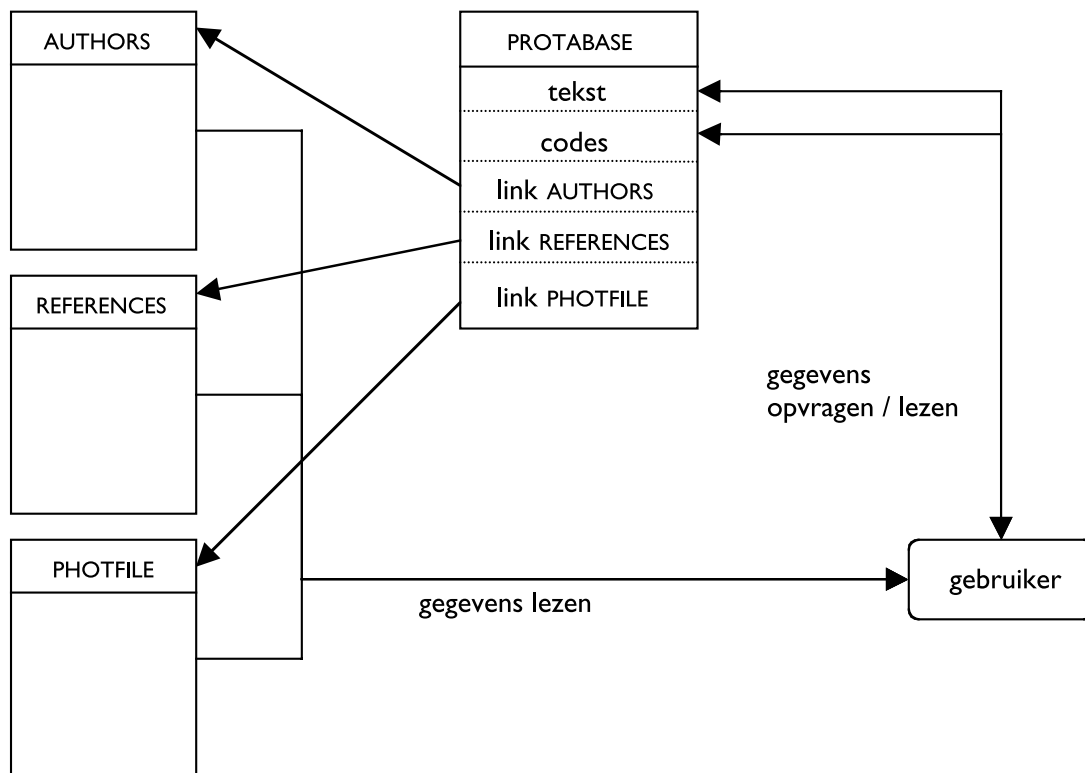 AUTHORS
REFERENCES
PHOTFILE
PROTABASE
tekst
codes
link AUTHORS
link REFERENCES
link PHOTFILE
gegevens
opvragen / lezen
gegevens lezen
gebruiker